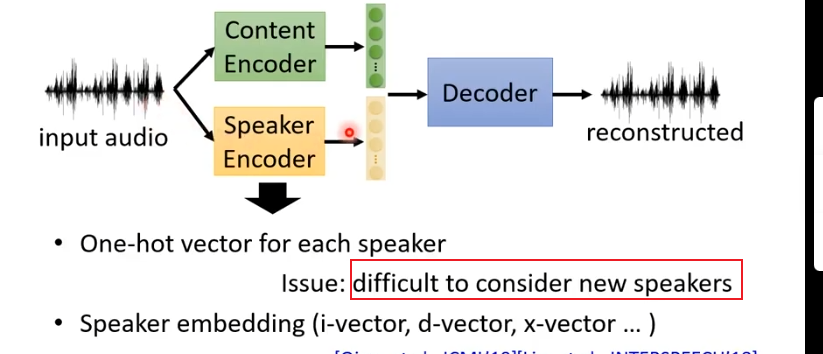 Content
Encoder
Decoder
Speaker
Encoder
input audio
reconstructed
• One-hot vector for each speaker
Issue: difficult to consider new speakers
• Speaker embedding (i-vector, d-vector, x-vector … )